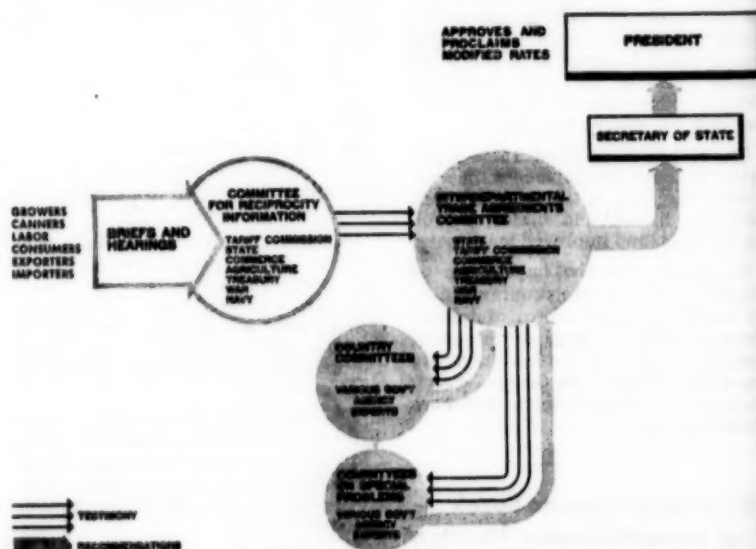 APPROVES AND
PROCLAIMS
MODIFIED RATES
PRESIDENT
SECRETARY OF STATE
GROWERS
CANNERS
LABOR
CONSUMERS
EXPORTERS
IMPORTERS
BRIEFS AND
HEARINGS
COMMITTEE
FOR RECIPROCITY
INFORMATION
TARIFF COMMISSION
STATE
COMMERCE
AGRICULTURE
TREASURY
WAR
NAVY
INTERDEPARTMENTAL
TRADE AGREEMENTS
COMMITTEE
STATE
TARIFF COMMISSION
COMMERCE
AGRICULTURE
TREASURY
WAR
NAVY
INDUSTRY
COMMITTEES
VARIOUS GOV'T
AGENCY
EXPERTS
COMMITTEES
ON SPECIAL
PROBLEMS
VARIOUS GOV'T
AGENCY
EXPERTS
TESTIMONY
RECOMMENDATIONS